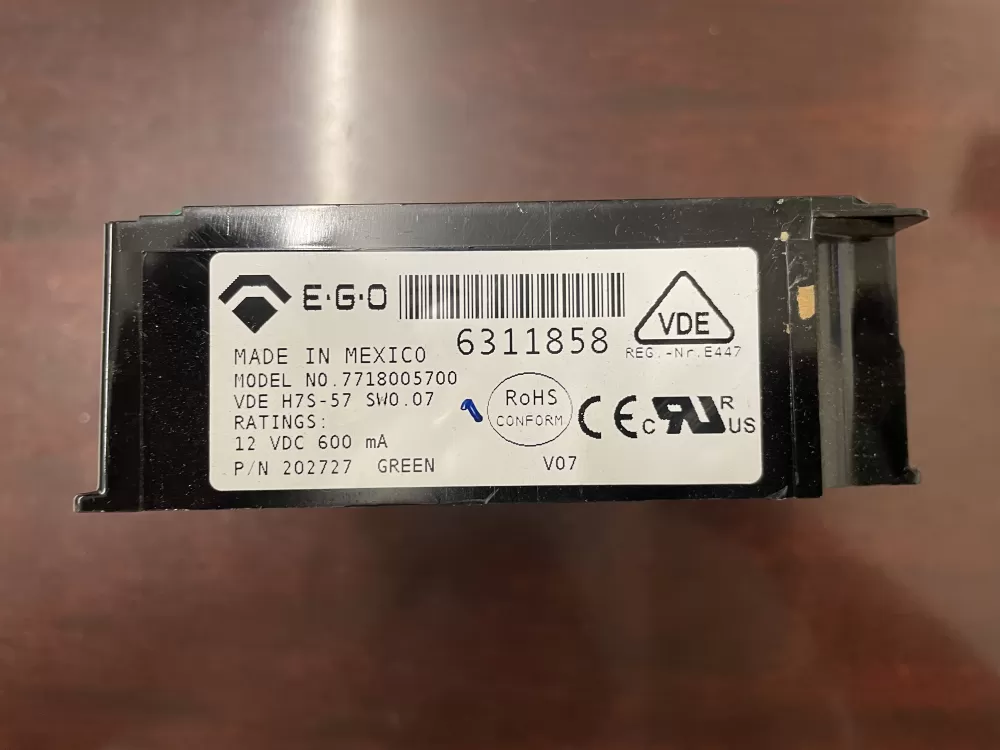 E·G·O
6311858
VDE
REG.-Nr.E447
MADE IN MEXICO
MODEL NO.7718005700
VDE H7S-57 SW0.07
RATINGS:
12 VDC 600 mA
P/N 202727 GREEN
V07
RoHS
CONFORM
CE
c RU US